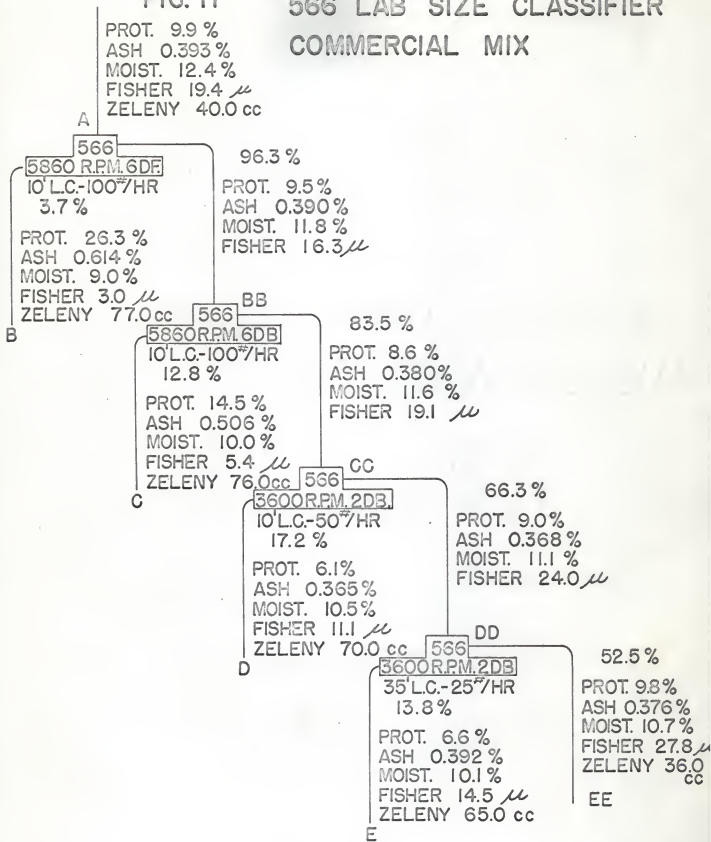 FIG. 17
566 LAB SIZE CLASSIFIER
COMMERCIAL MIX
PROT. 9.9 %
ASH 0.393 %
MOIST. 12.4 %
FISHER 19.4 μ
ZELENY 40.0 cc
A
566
5860 R.P.M. 6DF.
10' L.C.-100#/HR
3.7 %
PROT. 26.3 %
ASH 0.614 %
MOIST. 9.0 %
FISHER 3.0 μ
ZELENY 77.0 cc
B
96.3 %
PROT. 9.5 %
ASH 0.390 %
MOIST. 11.8 %
FISHER 16.3 μ
BB
566
5860 R.P.M. 6DB
10' L.C.-100#/HR
12.8 %
PROT. 14.5 %
ASH 0.506 %
MOIST. 10.0 %
FISHER 5.4 μ
ZELENY 76.0cc
C
83.5 %
PROT. 8.6 %
ASH 0.380%
MOIST. 11.6 %
FISHER 19.1 μ
CC
566
3600 R.P.M. 2DB.
10' L.C.-50#/HR
17.2 %
PROT. 6.1%
ASH 0.365 %
MOIST. 10.5 %
FISHER 11.1 μ
ZELENY 70.0 cc
D
66.3 %
PROT. 9.0 %
ASH 0.368 %
MOIST. 11.1 %
FISHER 24.0 μ
DD
566
3600 R.P.M. 2DB
35' L.C.-25#/HR
13.8 %
PROT. 6.6 %
ASH 0.392 %
MOIST. 10.1 %
FISHER 14.5 μ
ZELENY 65.0 cc
E
52.5 %
PROT. 9.8 %
ASH 0.376 %
MOIST. 10.7 %
FISHER 27.8 μ
ZELENY 36.0
cc
EE